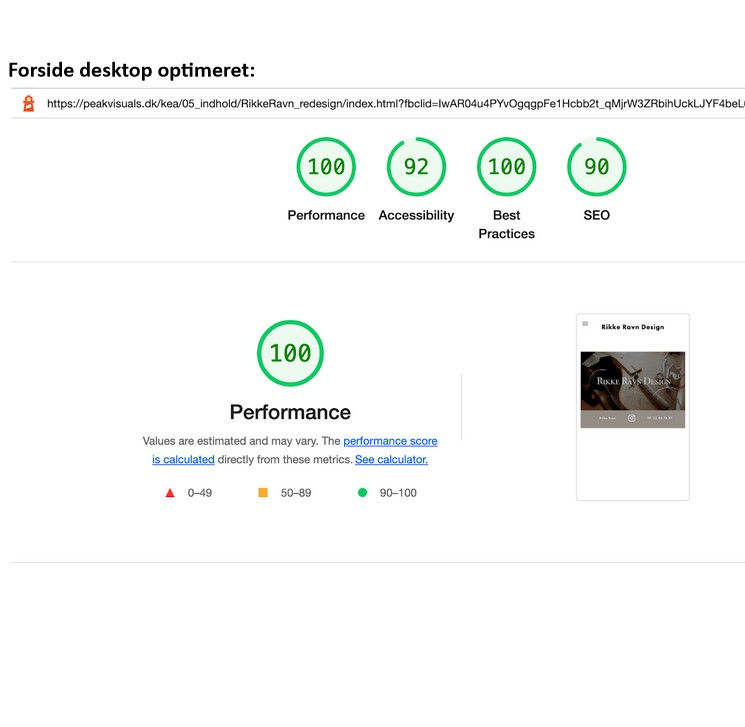 Forside desktop optimeret:
https://peakvisuals.dk/kea/05_indhold/RikkeRavn_redesign/index.html?fbclid=IwAR04u4PYvOgqgpFe1Hcbb2t_qMjrW3ZRbihUckLJYF4beL
100 92 100 90
Performance Accessibility Best Practices SEO
100
Performance
Values are estimated and may vary. The performance score
is calculated directly from these metrics. See calculator.
0–49 50–89 90–100
Rikke Ravn Design
Rikke Ravn Design